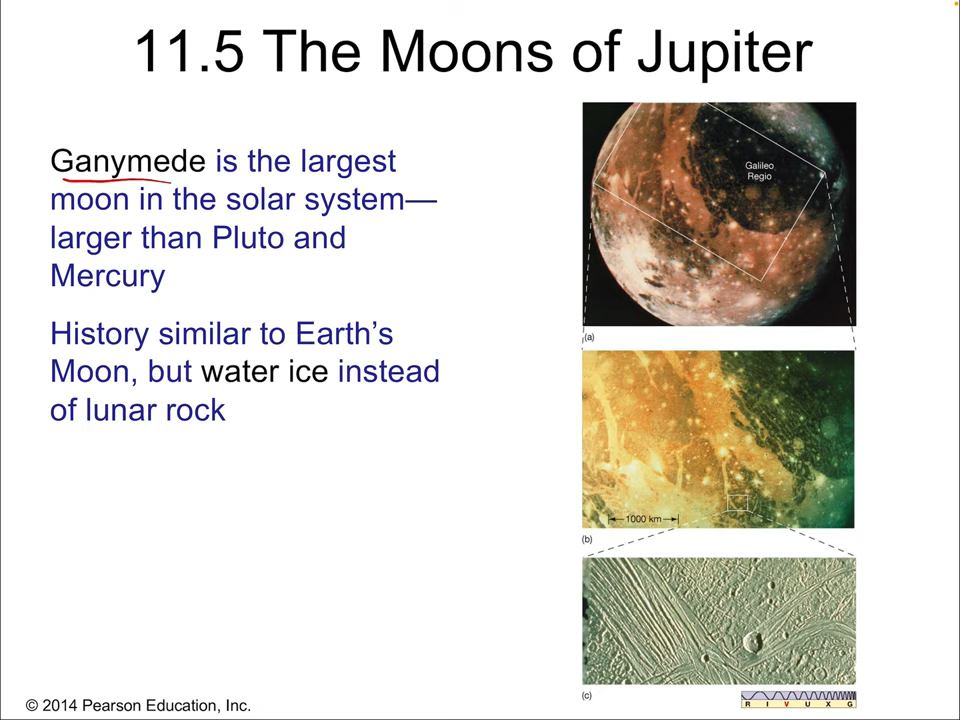 11.5 The Moons of Jupiter
Ganymede is the largest
moon in the solar system—
larger than Pluto and
Mercury
History similar to Earth’s
Moon, but water ice instead
of lunar rock
Galileo
Regio
(a)
1000 km
(b)
(c)
R I V U X G
© 2014 Pearson Education, Inc.